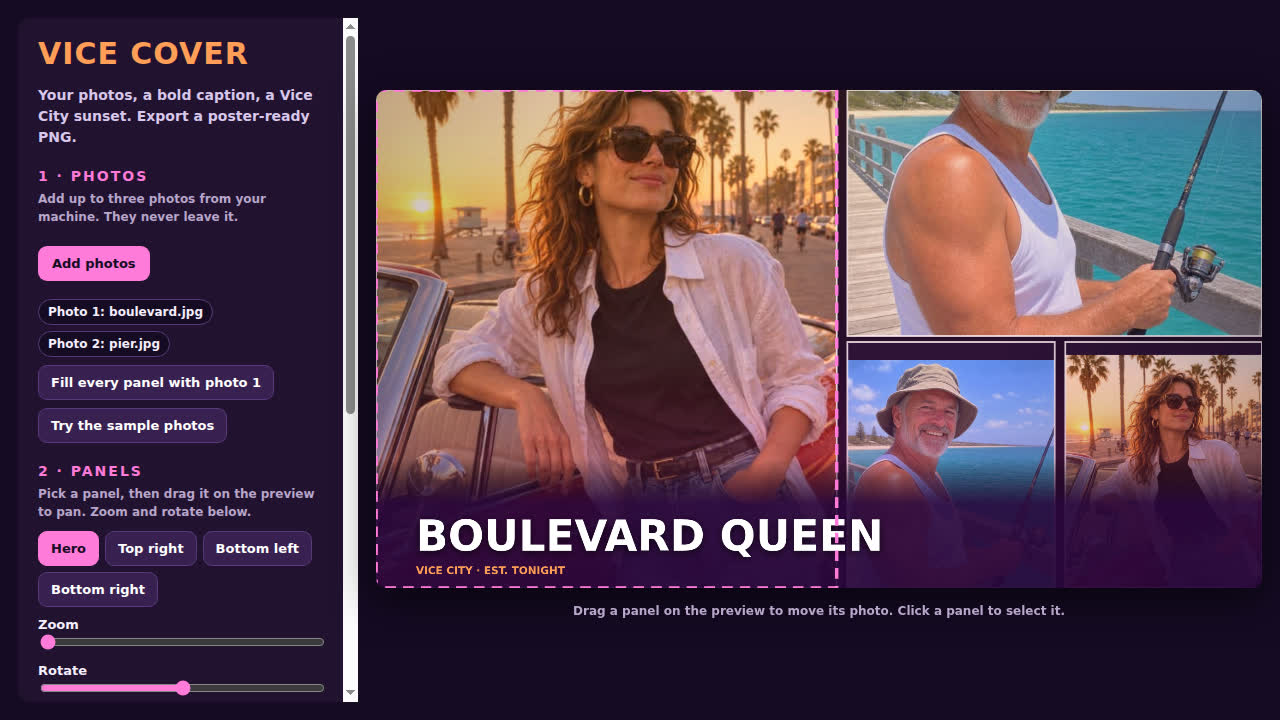 VICE COVER
Your photos, a bold caption, a Vice
City sunset. Export a poster-ready
PNG.
1 · PHOTOS
Add up to three photos from your
machine. They never leave it.
Add photos
Photo 1: boulevard.jpg
Photo 2: pier.jpg
Fill every panel with photo 1
Try the sample photos
2 · PANELS
Pick a panel, then drag it on the preview
to pan. Zoom and rotate below.
Hero
Top right
Bottom left
Bottom right
Zoom
Rotate
BOULEVARD QUEEN
VICE CITY · EST. TONIGHT
Drag a panel on the preview to move its photo. Click a panel to select it.